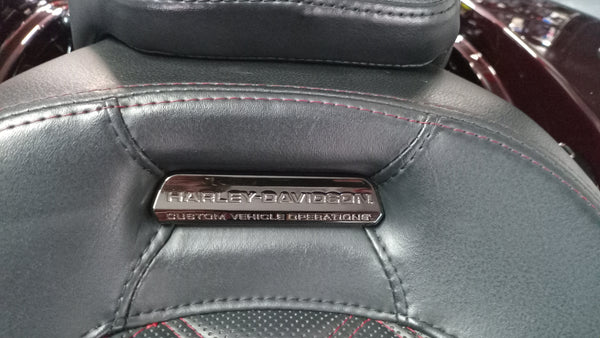 HARLEY-DAVIDSON
CUSTOM VEHICLE OPERATIONS